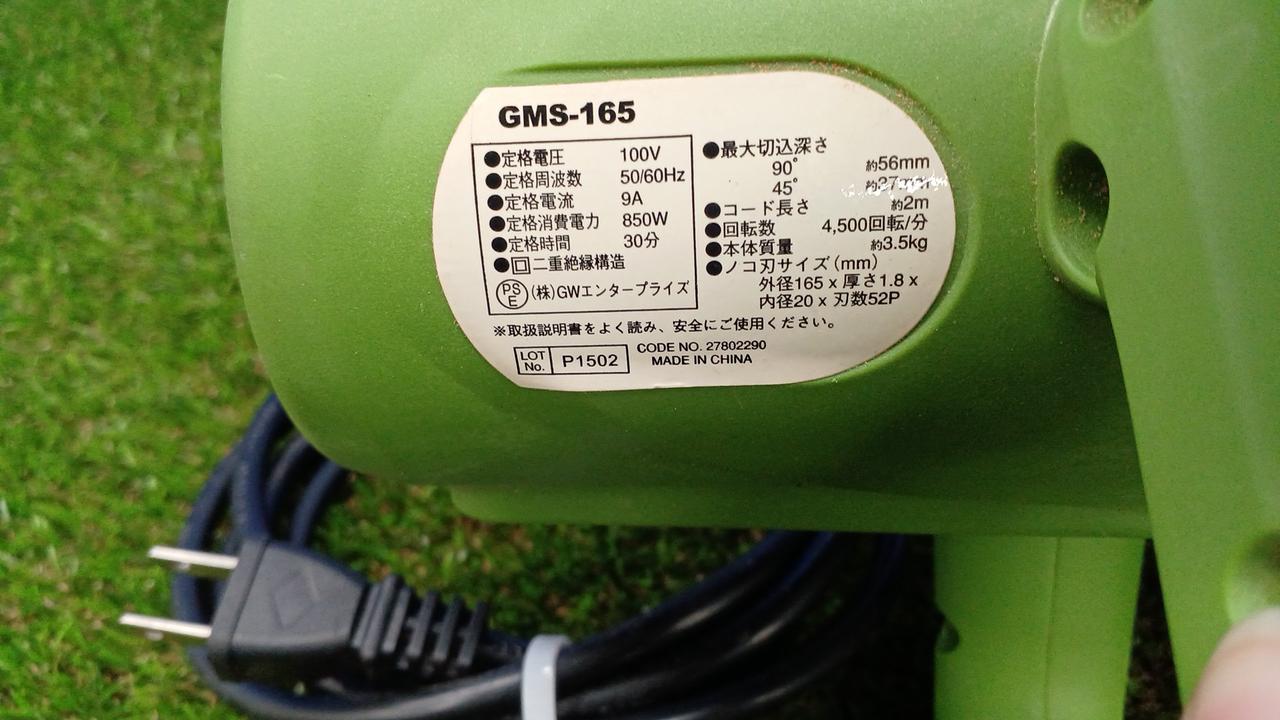 GMS-165
●定格電圧 100V
●定格周波数 50/60Hz
●定格電流 9A
●定格消費電力 850W
●定格時間 30分
●回二重絶縁構造
PSE (株)GWエンタープライズ
●最大切込深さ
90° 約56mm
45° 約37mm
●コード長さ 約2m
●回転数 4,500回転/分
●本体質量 約3.5kg
●ノコ刃サイズ(mm)
外径165 x 厚さ1.8 x
内径20 x 刃数52P
※取扱説明書をよく読み、安全にご使用ください。
LOT No. P1502
CODE NO. 27802290
MADE IN CHINA